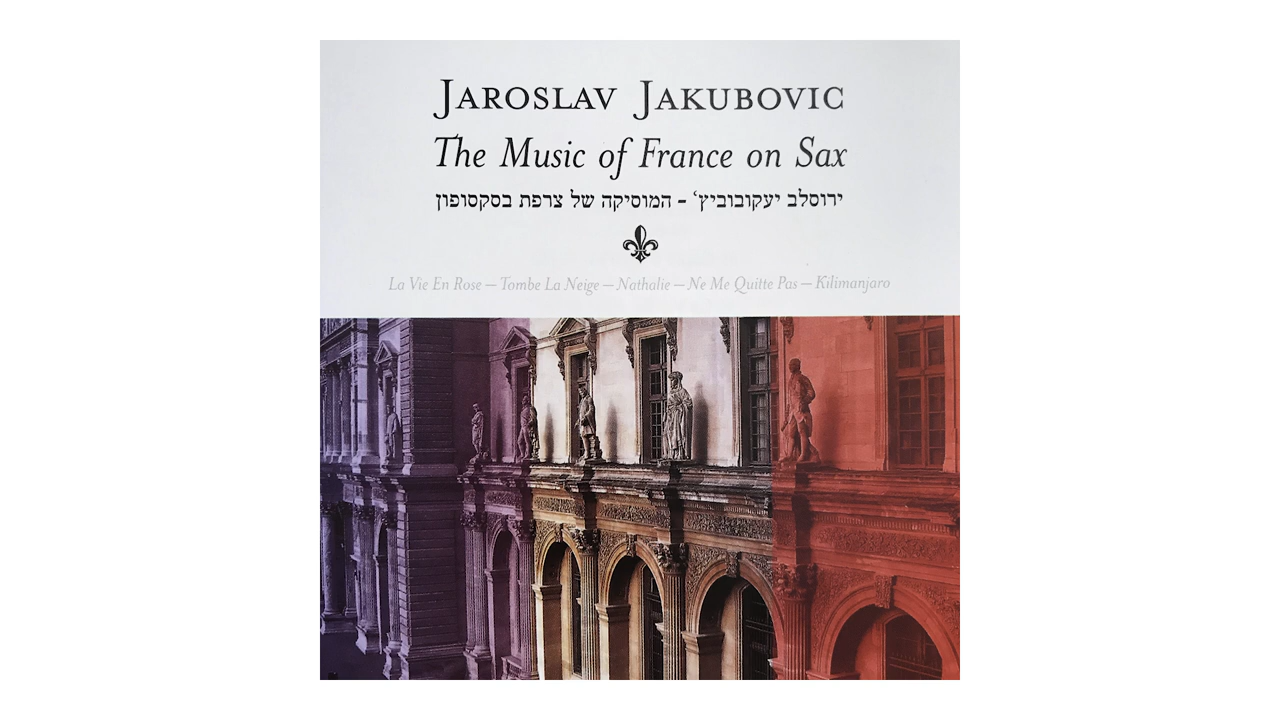 JAROSLAV JAKUBOVIC
The Music of France on Sax
ירוסלב יעקובוביץ' - המוסיקה של צרפת בסקסופון
La Vie En Rose — Tombe La Neige — Nathalie — Ne Me Quitte Pas — Kilimanjaro